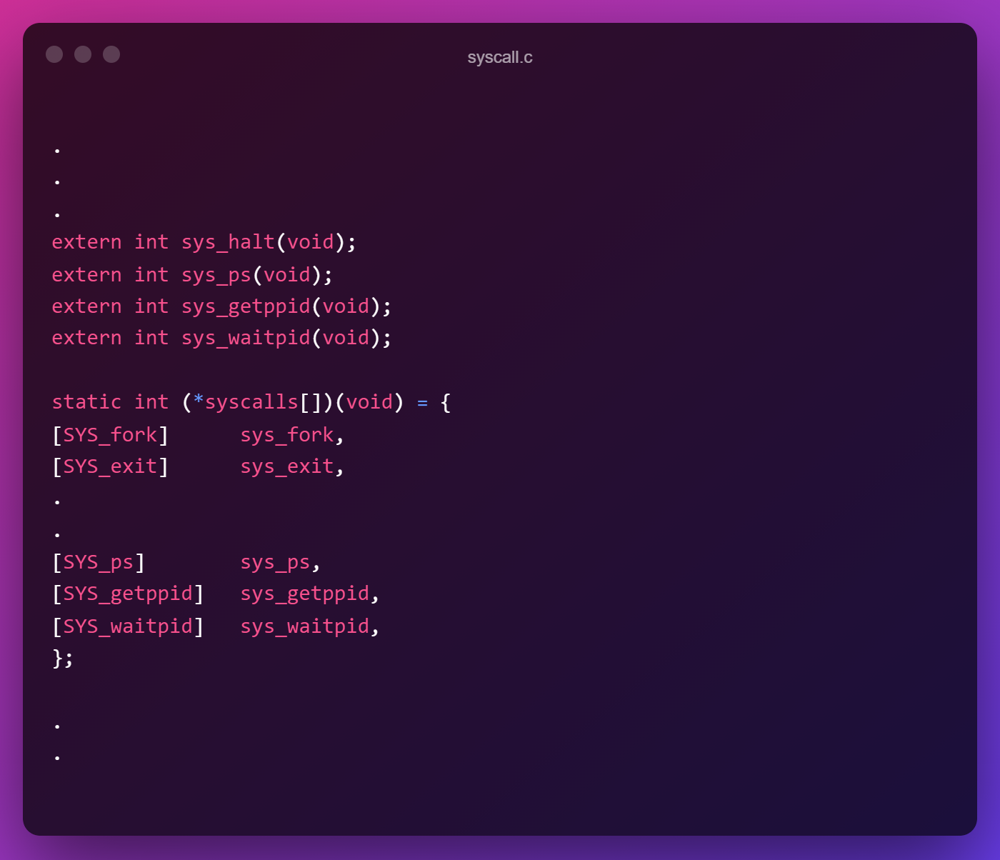 syscall.c
.
.
.
extern int sys_halt(void);
extern int sys_ps(void);
extern int sys_getppid(void);
extern int sys_waitpid(void);

static int (*syscalls[])(void) = {
[SYS_fork]      sys_fork,
[SYS_exit]      sys_exit,
.
.
[SYS_ps]        sys_ps,
[SYS_getppid]   sys_getppid,
[SYS_waitpid]   sys_waitpid,
};

.
.